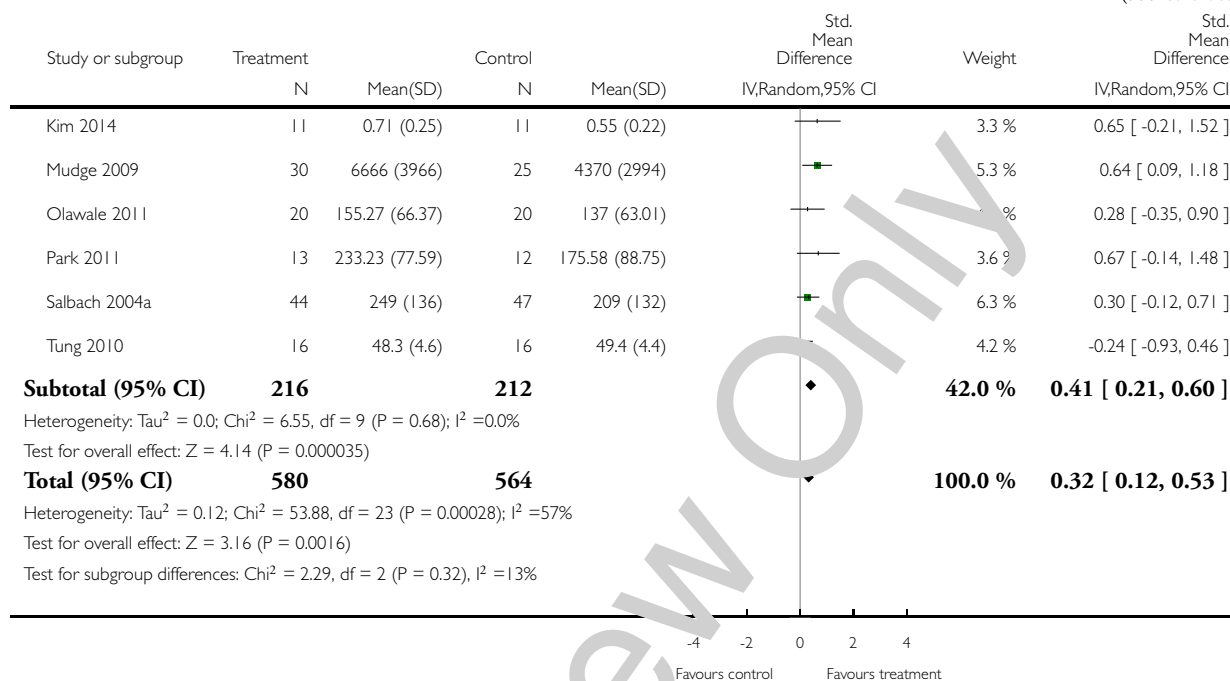 Std.
Mean
Difference
Std.
Mean
Difference
Study or subgroup Treatment Control Weight
N Mean(SD) N Mean(SD) IV,Random,95% CI IV,Random,95% CI
Kim 2014 11 0.71 (0.25) 11 0.55 (0.22) 3.3 % 0.65 [ -0.21, 1.52 ]
Mudge 2009 30 6666 (3966) 25 4370 (2994) 5.3 % 0.64 [ 0.09, 1.18 ]
Olawale 2011 20 155.27 (66.37) 20 137 (63.01) % 0.28 [ -0.35, 0.90 ]
Park 2011 13 233.23 (77.59) 12 175.58 (88.75) 3.6 % 0.67 [ -0.14, 1.48 ]
Salbach 2004a 44 249 (136) 47 209 (132) 6.3 % 0.30 [ -0.12, 0.71 ]
Tung 2010 16 48.3 (4.6) 16 49.4 (4.4) 4.2 % -0.24 [ -0.93, 0.46 ]
Subtotal (95% CI) 216 212 42.0 % 0.41 [ 0.21, 0.60 ]
Heterogeneity: Tau² = 0.0; Chi² = 6.55, df = 9 (P = 0.68); I² =0.0%
Test for overall effect: Z = 4.14 (P = 0.000035)
Total (95% CI) 580 564 100.0 % 0.32 [ 0.12, 0.53 ]
Heterogeneity: Tau² = 0.12; Chi² = 53.88, df = 23 (P = 0.00028); I² =57%
Test for overall effect: Z = 3.16 (P = 0.0016)
Test for subgroup differences: Chi² = 2.29, df = 2 (P = 0.32), I² =13%
-4 -2 0 2 4
Favours control Favours treatment
ew Only